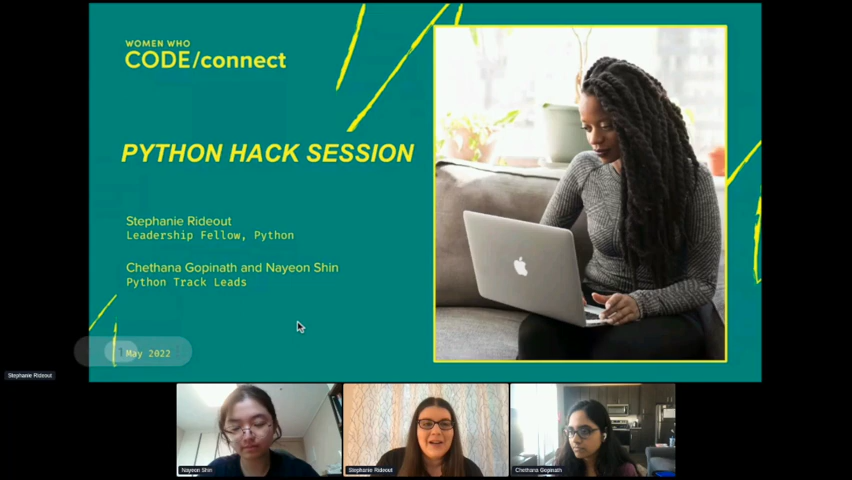 WOMEN WHO
CODE/connect
PYTHON HACK SESSION
Stephanie Rideout
Leadership Fellow, Python
Chethana Gopinath and Nayeon Shin
Python Track Leads
May 2022
Stephanie Rideout
Nayeon Shin
Stephanie Rideout
Chethana Gopinath